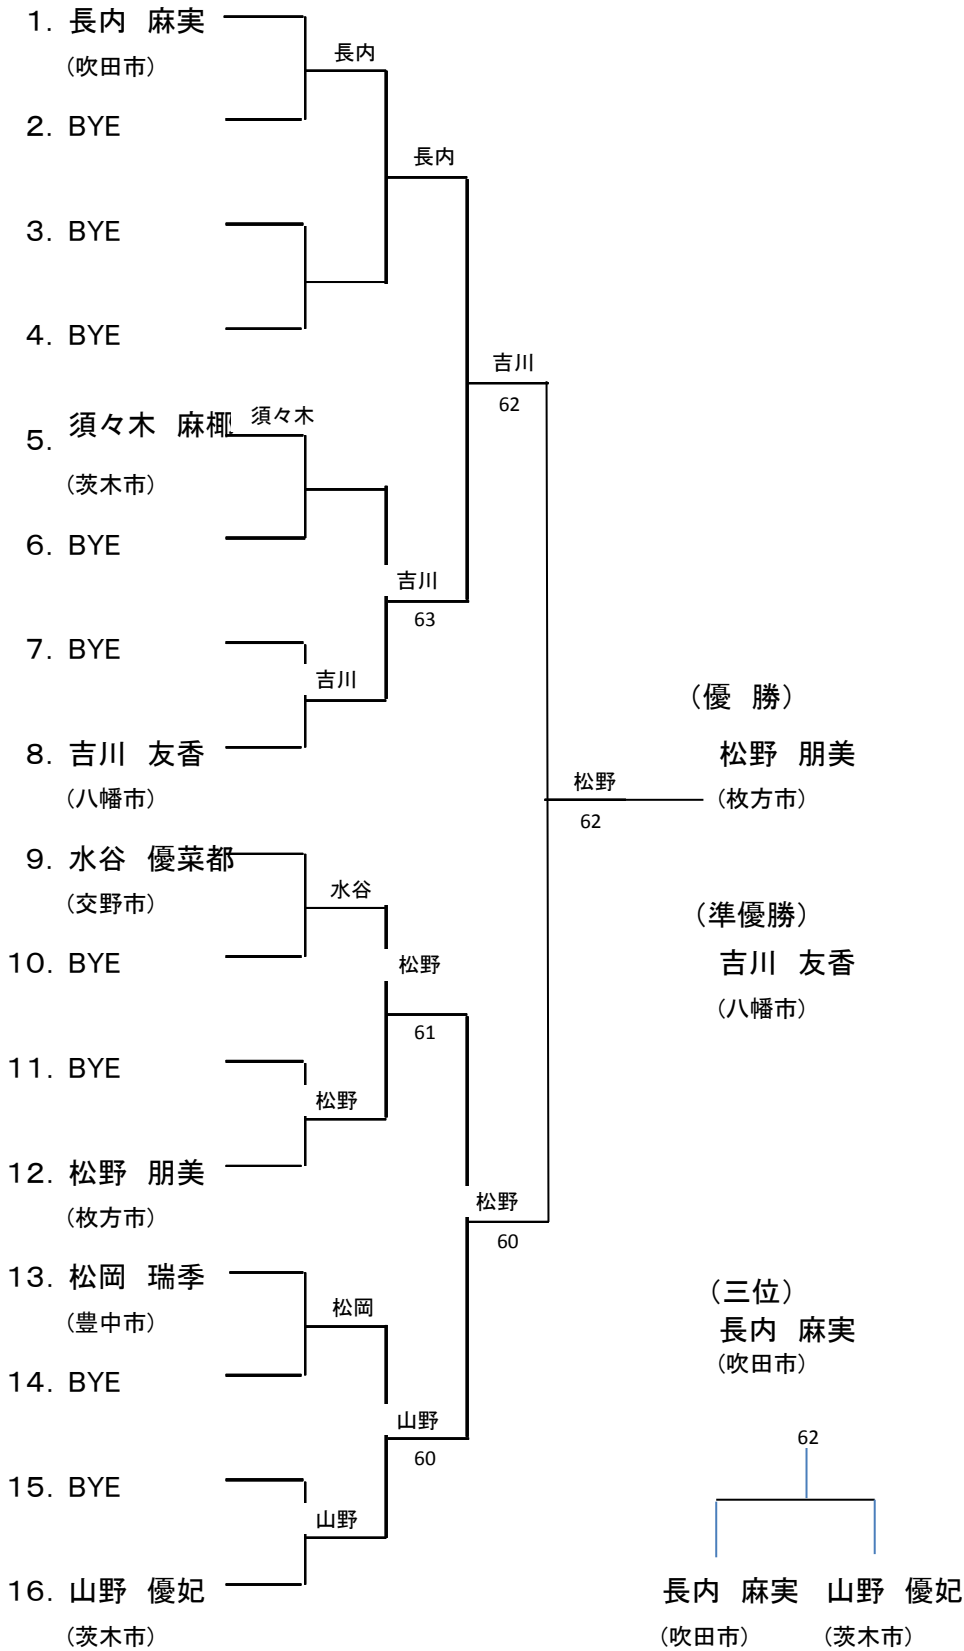 1. 長内 麻実
(吹田市)
長内
2. BYE
長内
3. BYE
4. BYE
吉川
62
5. 須々木 麻椰
須々木
(茨木市)
6. BYE
吉川
63
7. BYE
吉川
8. 吉川 友香
(八幡市)
(優 勝)
松野 朋美
(枚方市)
松野
62
9. 水谷 優菜都
(交野市)
水谷
10. BYE
松野
61
(準優勝)
吉川 友香
(八幡市)
11. BYE
松野
12. 松野 朋美
(枚方市)
松野
60
13. 松岡 瑞季
(豊中市)
松岡
14. BYE
(三位)
長内 麻実
(吹田市)
山野
60
15. BYE
山野
16. 山野 優妃
(茨木市)
62
長内 麻実 山野 優妃
(吹田市) (茨木市)